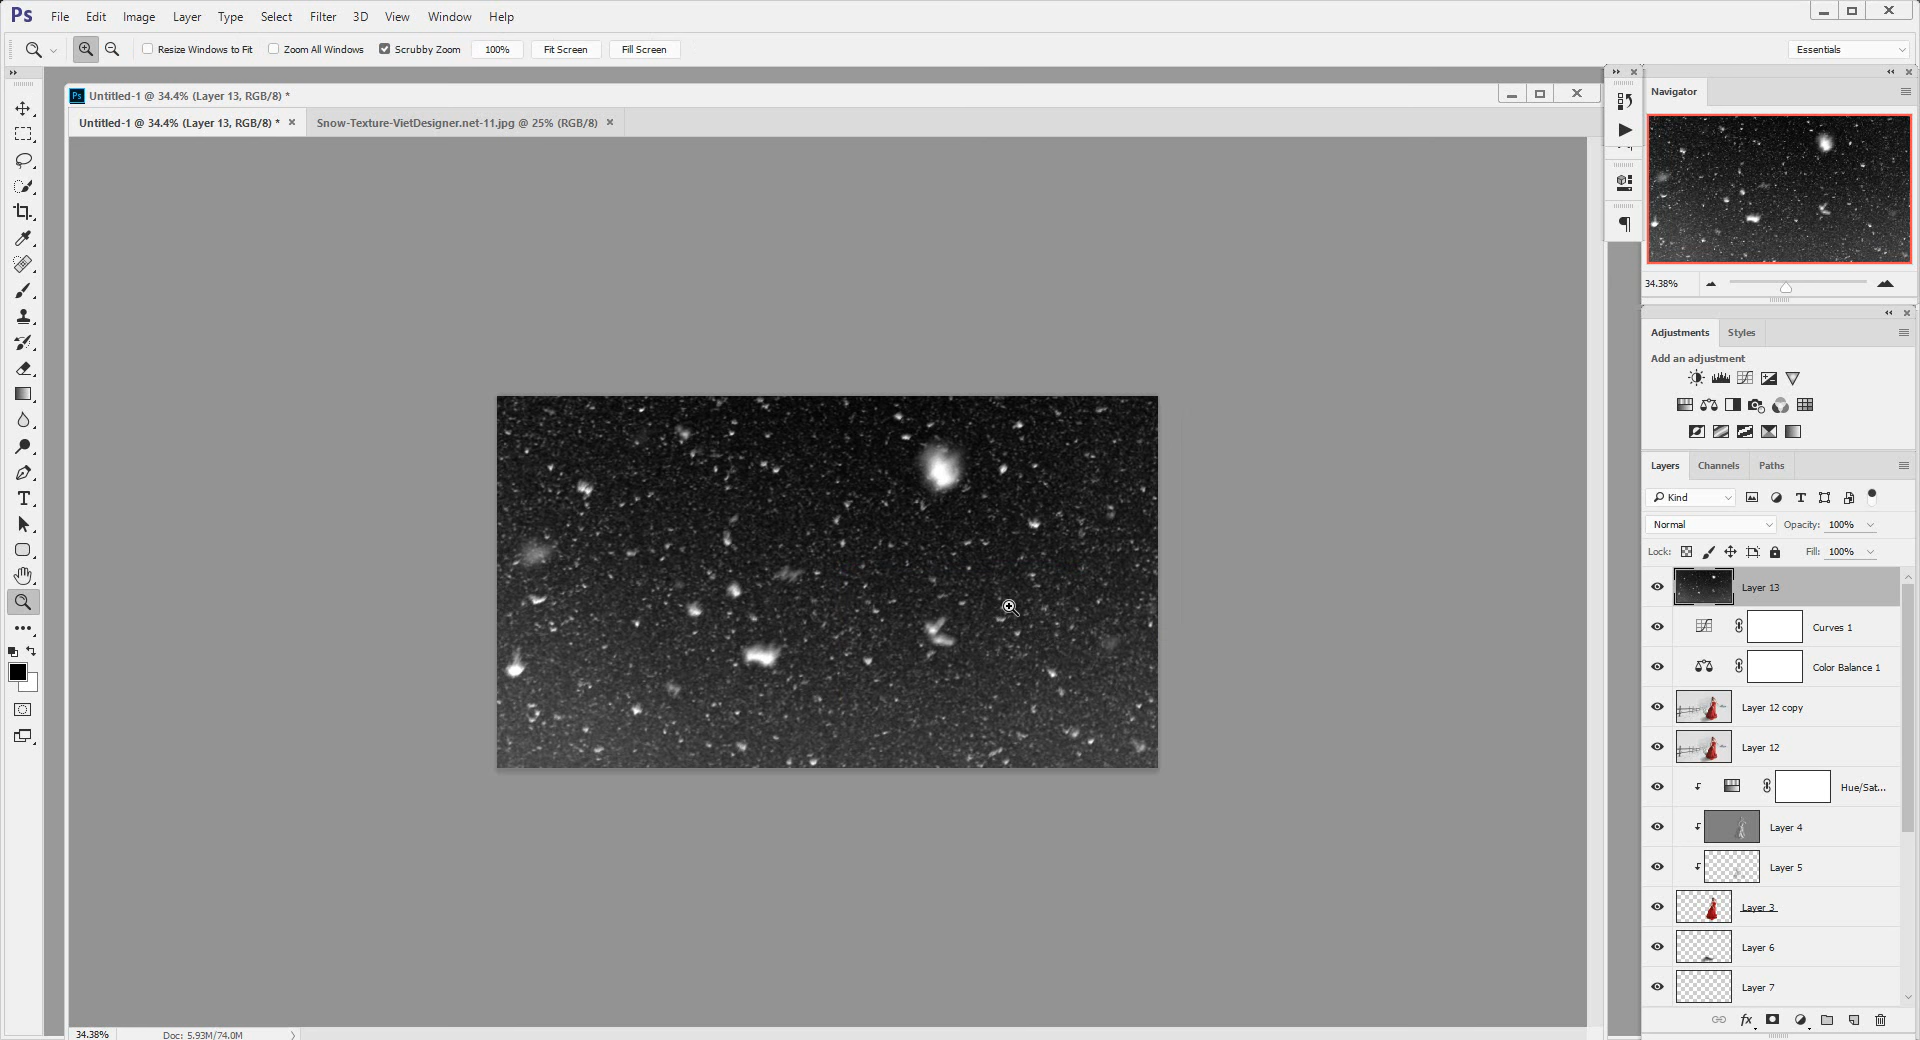 Ps File Edit Image Layer Type Select Filter 3D View Window Help
Resize Windows to Fit Zoom All Windows Scrubby Zoom 100% Fit Screen Fill Screen Essentials
Untitled-1 @ 34.4% (Layer 13, RGB/8) *
Untitled-1 @ 34.4% (Layer 13, RGB/8) * × Snow-Texture-VietDesigner.net-11.jpg @ 25% (RGB/8) ×
Navigator
34.38%
Adjustments Styles
Add an adjustment
Layers Channels Paths
Kind
Normal Opacity: 100%
Lock: Fill: 100%
Layer 13
Curves 1
Color Balance 1
Layer 12 copy
Layer 12
Hue/Sat...
Layer 4
Layer 5
Layer 3
Layer 6
Layer 7
34.38% Doc: 5.93M/74.0M